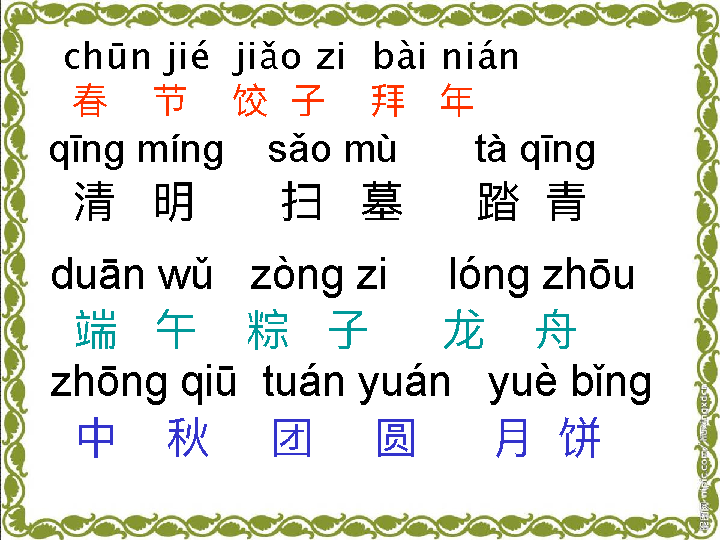 chūn jié jiǎo zi bài nián
春 节 饺 子 拜 年
qīng míng sǎo mù tà qīng
清 明 扫 墓 踏 青
duān wǔ zòng zi lóng zhōu
端 午 粽 子 龙 舟
zhōng qiū tuán yuán yuè bǐng
中 秋 团 圆 月 饼